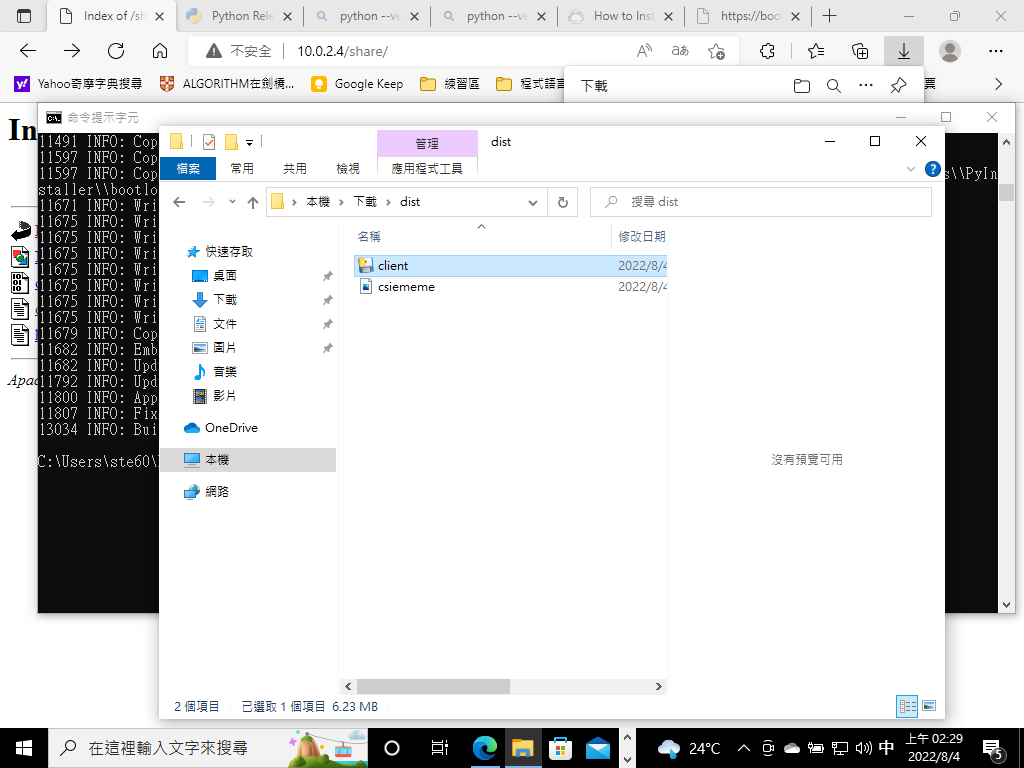 Index of /sh
Python Rele
python --ve
python --ve
How to Inst
https://boo
不安全
10.0.2.4/share/
Yahoo奇摩字典搜尋
ALGORITHM在劍橋...
Google Keep
練習區
程式語言
下載
票
In
命令提示字元
11491 INFO: Cop
11597 INFO: Cop
11597 INFO: Cop
s\\PyIn
staller\\bootlo
11671 INFO: Wri
11675 INFO: Wri
11675 INFO: Wri
11675 INFO: Wri
11675 INFO: Wri
11675 INFO: Wri
11675 INFO: Wri
11675 INFO: Wri
11679 INFO: Cop
11682 INFO: Emb
11682 INFO: Upd
11792 INFO: Upd
11800 INFO: App
11807 INFO: Fix
13034 INFO: Bui
C:\Users\ste60\
Apac
管理
dist
檔案
常用
共用
檢視
應用程式工具
本機
下載
dist
搜尋 dist
名稱
修改日期
快速存取
桌面
下載
文件
圖片
音樂
影片
OneDrive
本機
網路
client
2022/8/4
csiememe
2022/8/4
沒有預覽可用
2 個項目
已選取 1 個項目 6.23 MB
在這裡輸入文字來搜尋
24°C
中
上午 02:29
2022/8/4
5